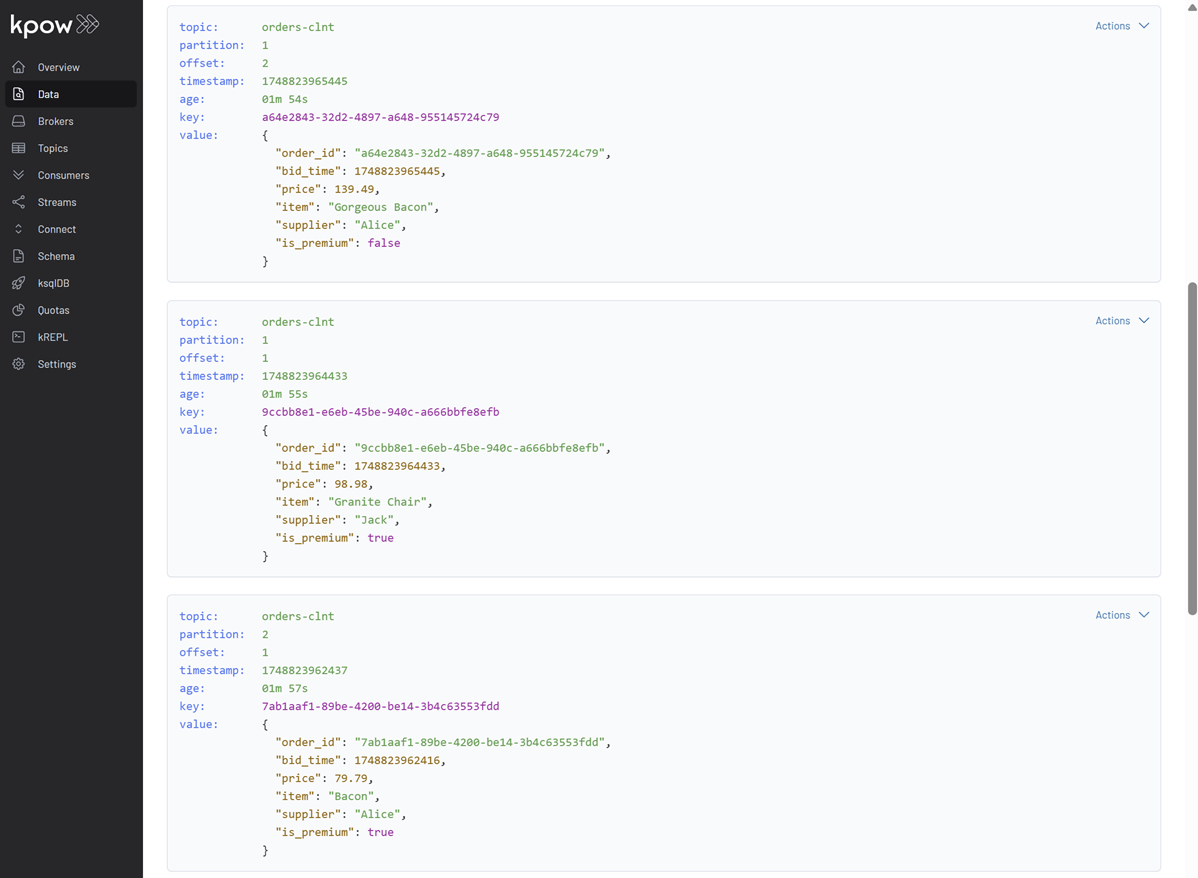 kpow
Overview
Data
Brokers
Topics
Consumers
Streams
Connect
Schema
ksqlDB
Quotas
kREPL
Settings
topic: orders-clnt
Actions
partition: 1
offset: 2
timestamp: 1748823965445
age: 01m 54s
key: a64e2843-32d2-4897-a648-955145724c79
value: {
"order_id": "a64e2843-32d2-4897-a648-955145724c79",
"bid_time": 1748823965445,
"price": 139.49,
"item": "Gorgeous Bacon",
"supplier": "Alice",
"is_premium": false
}
topic: orders-clnt
Actions
partition: 1
offset: 1
timestamp: 1748823964433
age: 01m 55s
key: 9ccbb8e1-e6eb-45be-940c-a666bbfe8efb
value: {
"order_id": "9ccbb8e1-e6eb-45be-940c-a666bbfe8efb",
"bid_time": 1748823964433,
"price": 98.98,
"item": "Granite Chair",
"supplier": "Jack",
"is_premium": true
}
topic: orders-clnt
Actions
partition: 2
offset: 1
timestamp: 1748823962437
age: 01m 57s
key: 7ab1aaf1-89be-4200-be14-3b4c63553fdd
value: {
"order_id": "7ab1aaf1-89be-4200-be14-3b4c63553fdd",
"bid_time": 1748823962416,
"price": 79.79,
"item": "Bacon",
"supplier": "Alice",
"is_premium": true
}